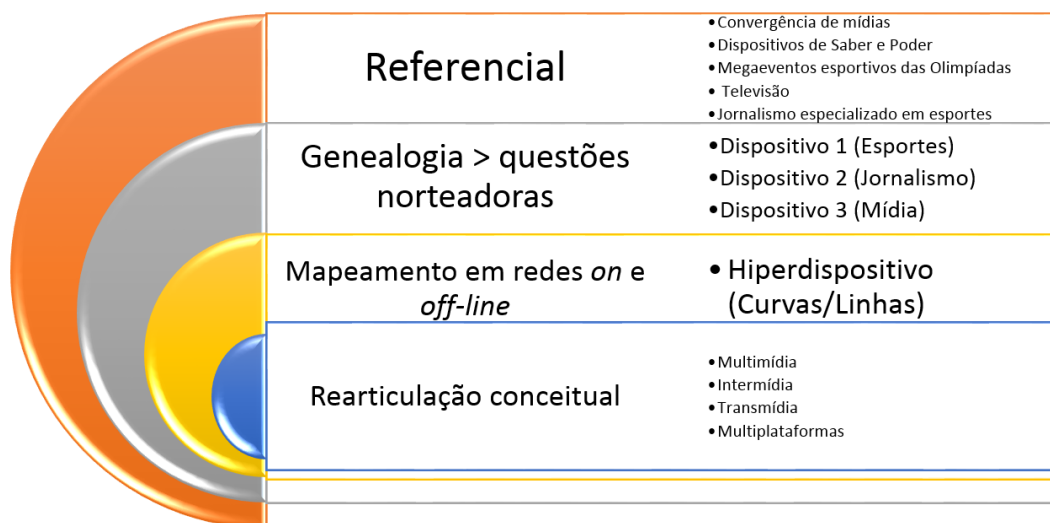 Referencial
•Convergência de mídias
•Dispositivos de Saber e Poder
•Megaeventos esportivos das Olimpíadas
• Televisão
•Jornalismo especializado em esportes
Genealogia > questões
norteadoras
•Dispositivo 1 (Esportes)
•Dispositivo 2 (Jornalismo)
•Dispositivo 3 (Mídia)
Mapeamento em redes on e
off-line
• Hiperdispositivo
(Curvas/Linhas)
Rearticulação conceitual
•Multimídia
•Intermídia
•Transmídia
•Multiplataformas